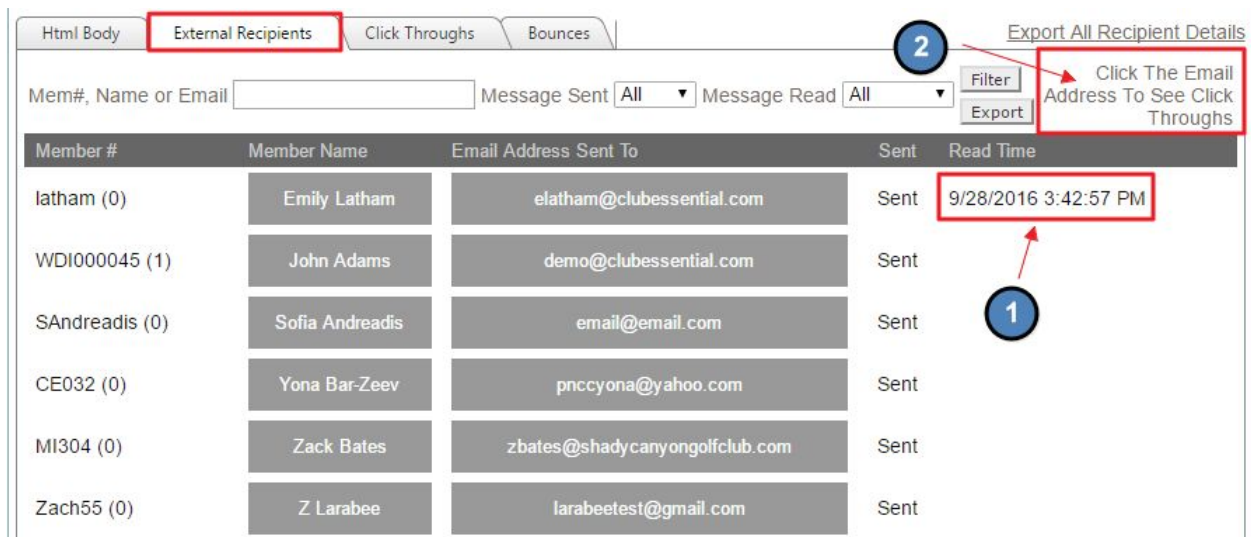 Html Body External Recipients Click Throughs Bounces Export All Recipient Details
2
Mem#, Name or Email Message Sent All Message Read All Filter Export
Click The Email
Address To See Click
Throughs
Member # Member Name Email Address Sent To Sent Read Time
latham (0) Emily Latham elatham@clubessential.com Sent 9/28/2016 3:42:57 PM
WDI000045 (1) John Adams demo@clubessential.com Sent
1
SAndreadis (0) Sofia Andreadis email@email.com Sent
CE032 (0) Yona Bar-Zeev pnccyona@yahoo.com Sent
MI304 (0) Zack Bates zbates@shadycanyongolfclub.com Sent
Zach55 (0) Z Larabee larabeetest@gmail.com Sent